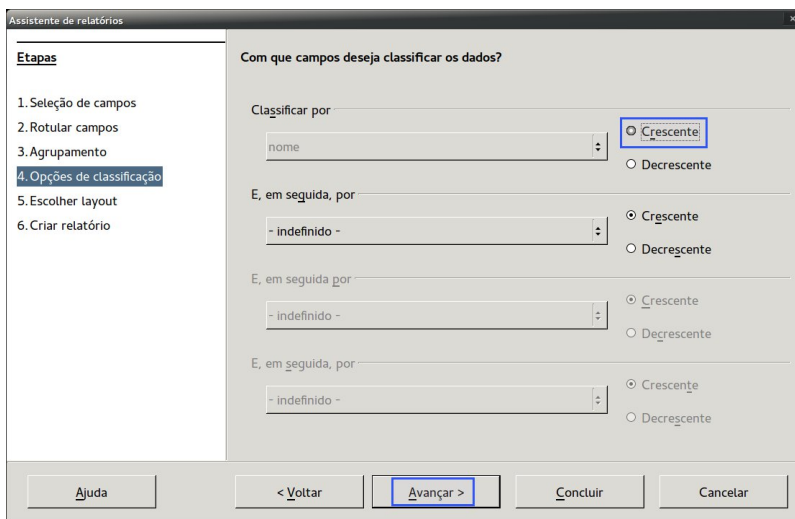 Assistente de relatórios
Etapas
1. Seleção de campos
2. Rotular campos
3. Agrupamento
4. Opções de classificação
5. Escolher layout
6. Criar relatório
Com que campos deseja classificar os dados?
Classificar por
nome
Crescente
Decrescente
E, em seguida, por
- indefinido -
Crescente
Decrescente
E, em seguida por
- indefinido -
Crescente
Decrescente
E, em seguida, por
- indefinido -
Crescente
Decrescente
Ajuda
< Voltar
Avançar >
Concluir
Cancelar